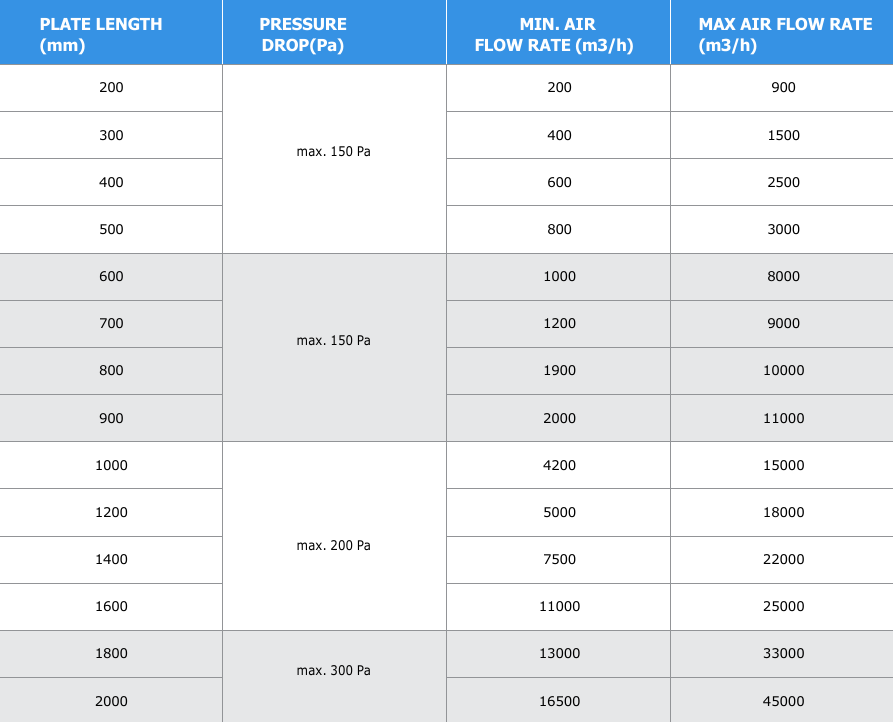 PLATE LENGTH (mm) PRESSURE DROP(Pa) MIN. AIR FLOW RATE (m3/h) MAX AIR FLOW RATE (m3/h)
200 max. 150 Pa 200 900
300 400 1500
400 600 2500
500 800 3000
600 max. 150 Pa 1000 8000
700 1200 9000
800 1900 10000
900 2000 11000
1000 max. 200 Pa 4200 15000
1200 5000 18000
1400 7500 22000
1600 11000 25000
1800 max. 300 Pa 13000 33000
2000 16500 45000